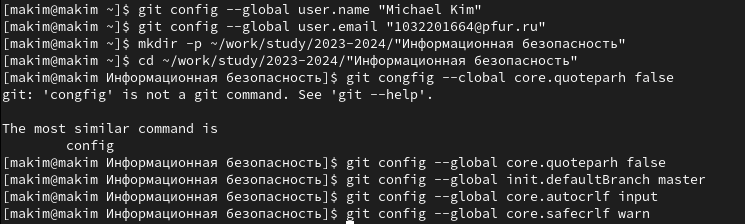 [makim@makim ~]$ git config --global user.name "Michael Kim"
[makim@makim ~]$ git config --global user.email "1032201664@pfur.ru"
[makim@makim ~]$ mkdir -p ~/work/study/2023-2024/"Информационная безопасность"
[makim@makim ~]$ cd ~/work/study/2023-2024/"Информационная безопасность"
[makim@makim Информационная безопасность]$ git congfig --clobal core.quoteparh false
git: 'congfig' is not a git command. See 'git --help'.

The most similar command is
        config
[makim@makim Информационная безопасность]$ git config --global core.quoteparh false
[makim@makim Информационная безопасность]$ git config --global init.defaultBranch master
[makim@makim Информационная безопасность]$ git config --global core.autocrlf input
[makim@makim Информационная безопасность]$ git config --global core.safecrlf warn